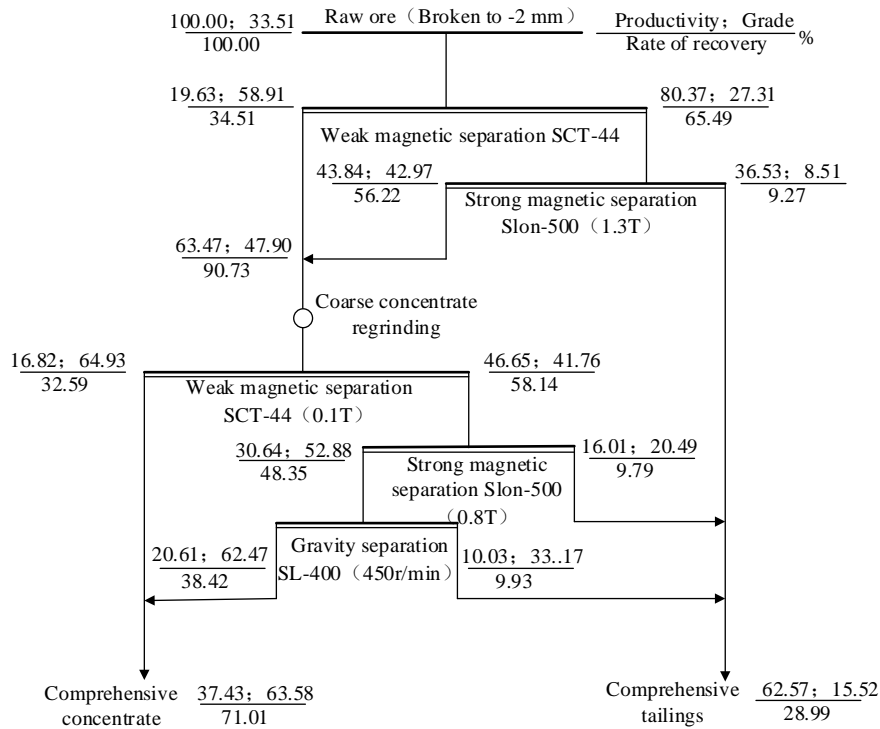 100.00; 33.51
100.00
Raw ore（Broken to -2 mm）
Productivity; Grade
Rate of recovery
%
19.63; 58.91
34.51
80.37; 27.31
65.49
Weak magnetic separation SCT-44
43.84; 42.97
56.22
36.53; 8.51
9.27
Strong magnetic separation
Slon-500（1.3T）
63.47; 47.90
90.73
Coarse concentrate
regrinding
16.82; 64.93
32.59
46.65; 41.76
58.14
Weak magnetic separation
SCT-44（0.1T）
30.64; 52.88
48.35
16.01; 20.49
9.79
Strong magnetic
separation Slon-500
（0.8T）
20.61; 62.47
38.42
Gravity separation
SL-400（450r/min）
10.03; 33..17
9.93
Comprehensive
concentrate
37.43; 63.58
71.01
Comprehensive
tailings
62.57; 15.52
28.99